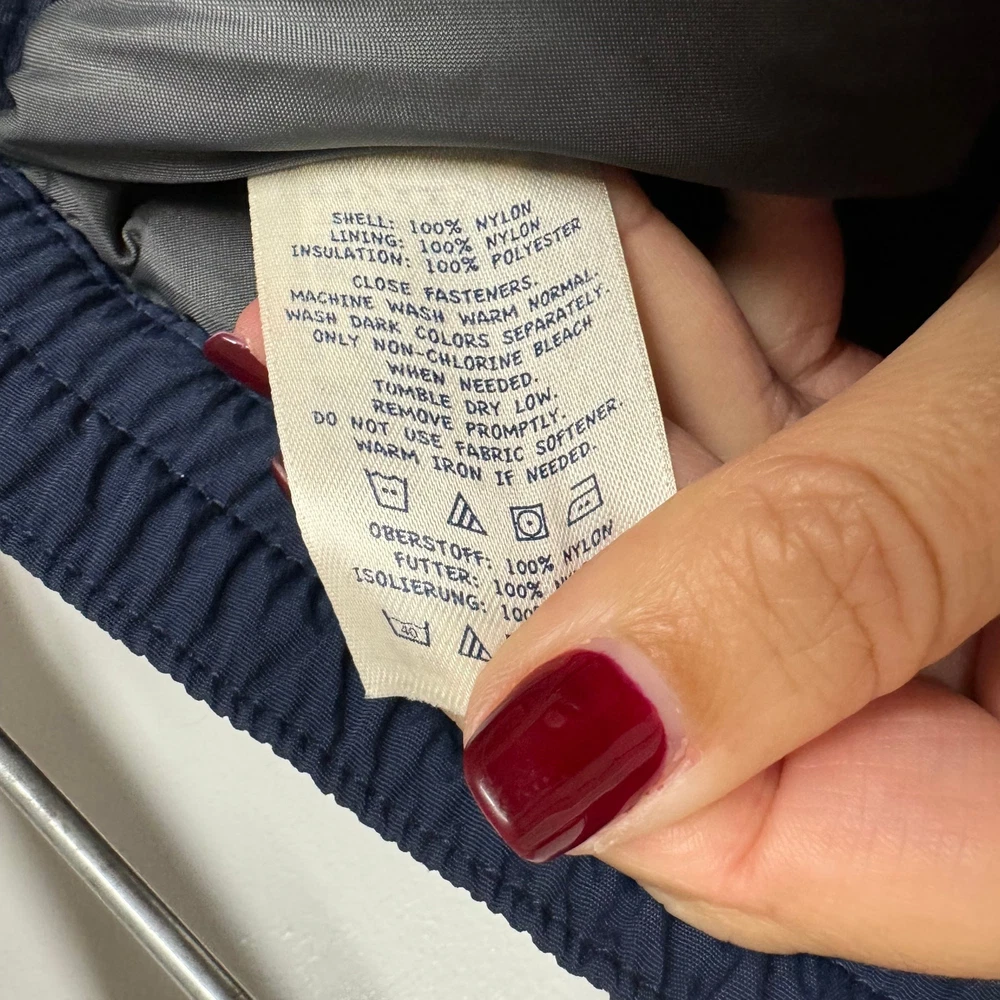 SHELL: 100% NYLON
LINING: 100% NYLON
INSULATION: 100% POLYESTER
CLOSE FASTENERS.
MACHINE WASH WARM NORMAL.
WASH DARK COLORS SEPARATELY.
ONLY NON-CHLORINE BLEACH
WHEN NEEDED.
TUMBLE DRY LOW.
REMOVE PROMPTLY.
DO NOT USE FABRIC SOFTENER.
WARM IRON IF NEEDED.
OBERSTOFF: 100% NYLON
FUTTER: 100%
ISOLIERUNG:
40